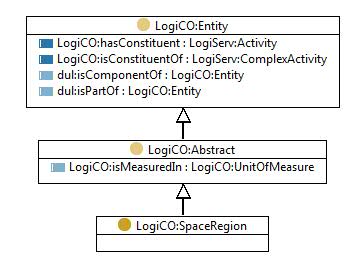 LogiCO:Entity
LogiCO:hasConstituent : LogiServ:Activity
LogiCO:isConstituentOf : LogiServ:ComplexActivity
dul:isComponentOf : LogiCO:Entity
dul:isPartOf : LogiCO:Entity
LogiCO:Abstract
LogiCO:isMeasuredIn : LogiCO:UnitOfMeasure
LogiCO:SpaceRegion